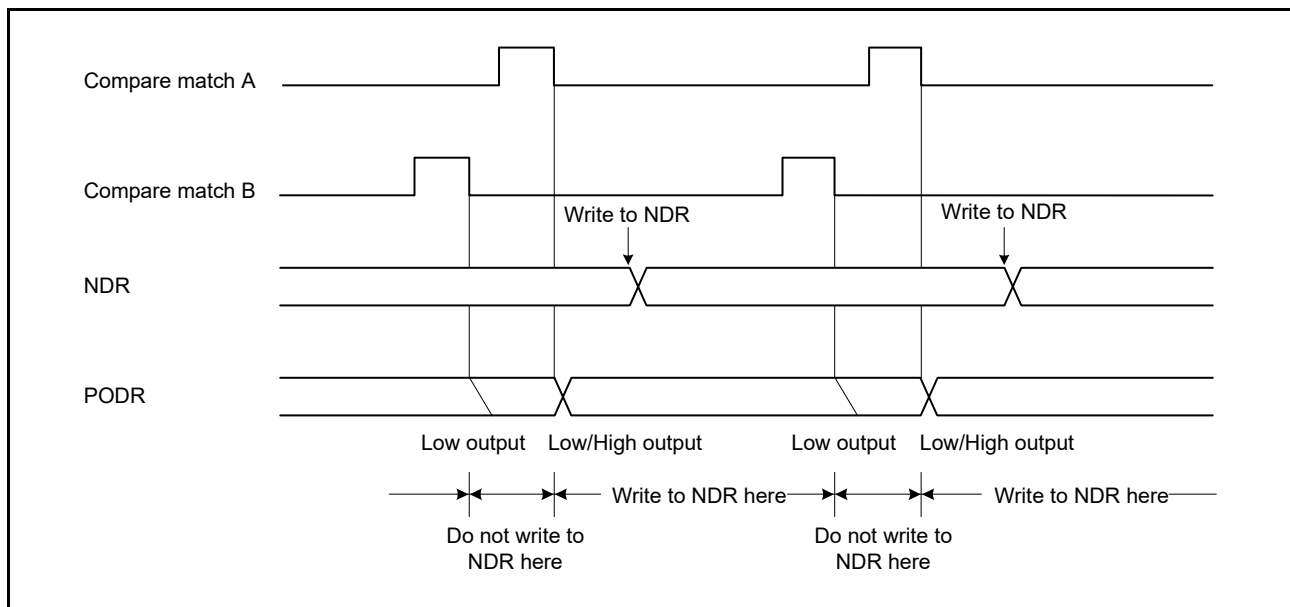 Compare match A
Compare match B
Write to NDR
Write to NDR
NDR
PODR
Low output
Low/High output
Low output
Low/High output
Write to NDR here
Write to NDR here
Do not write to
NDR here
Do not write to
NDR here